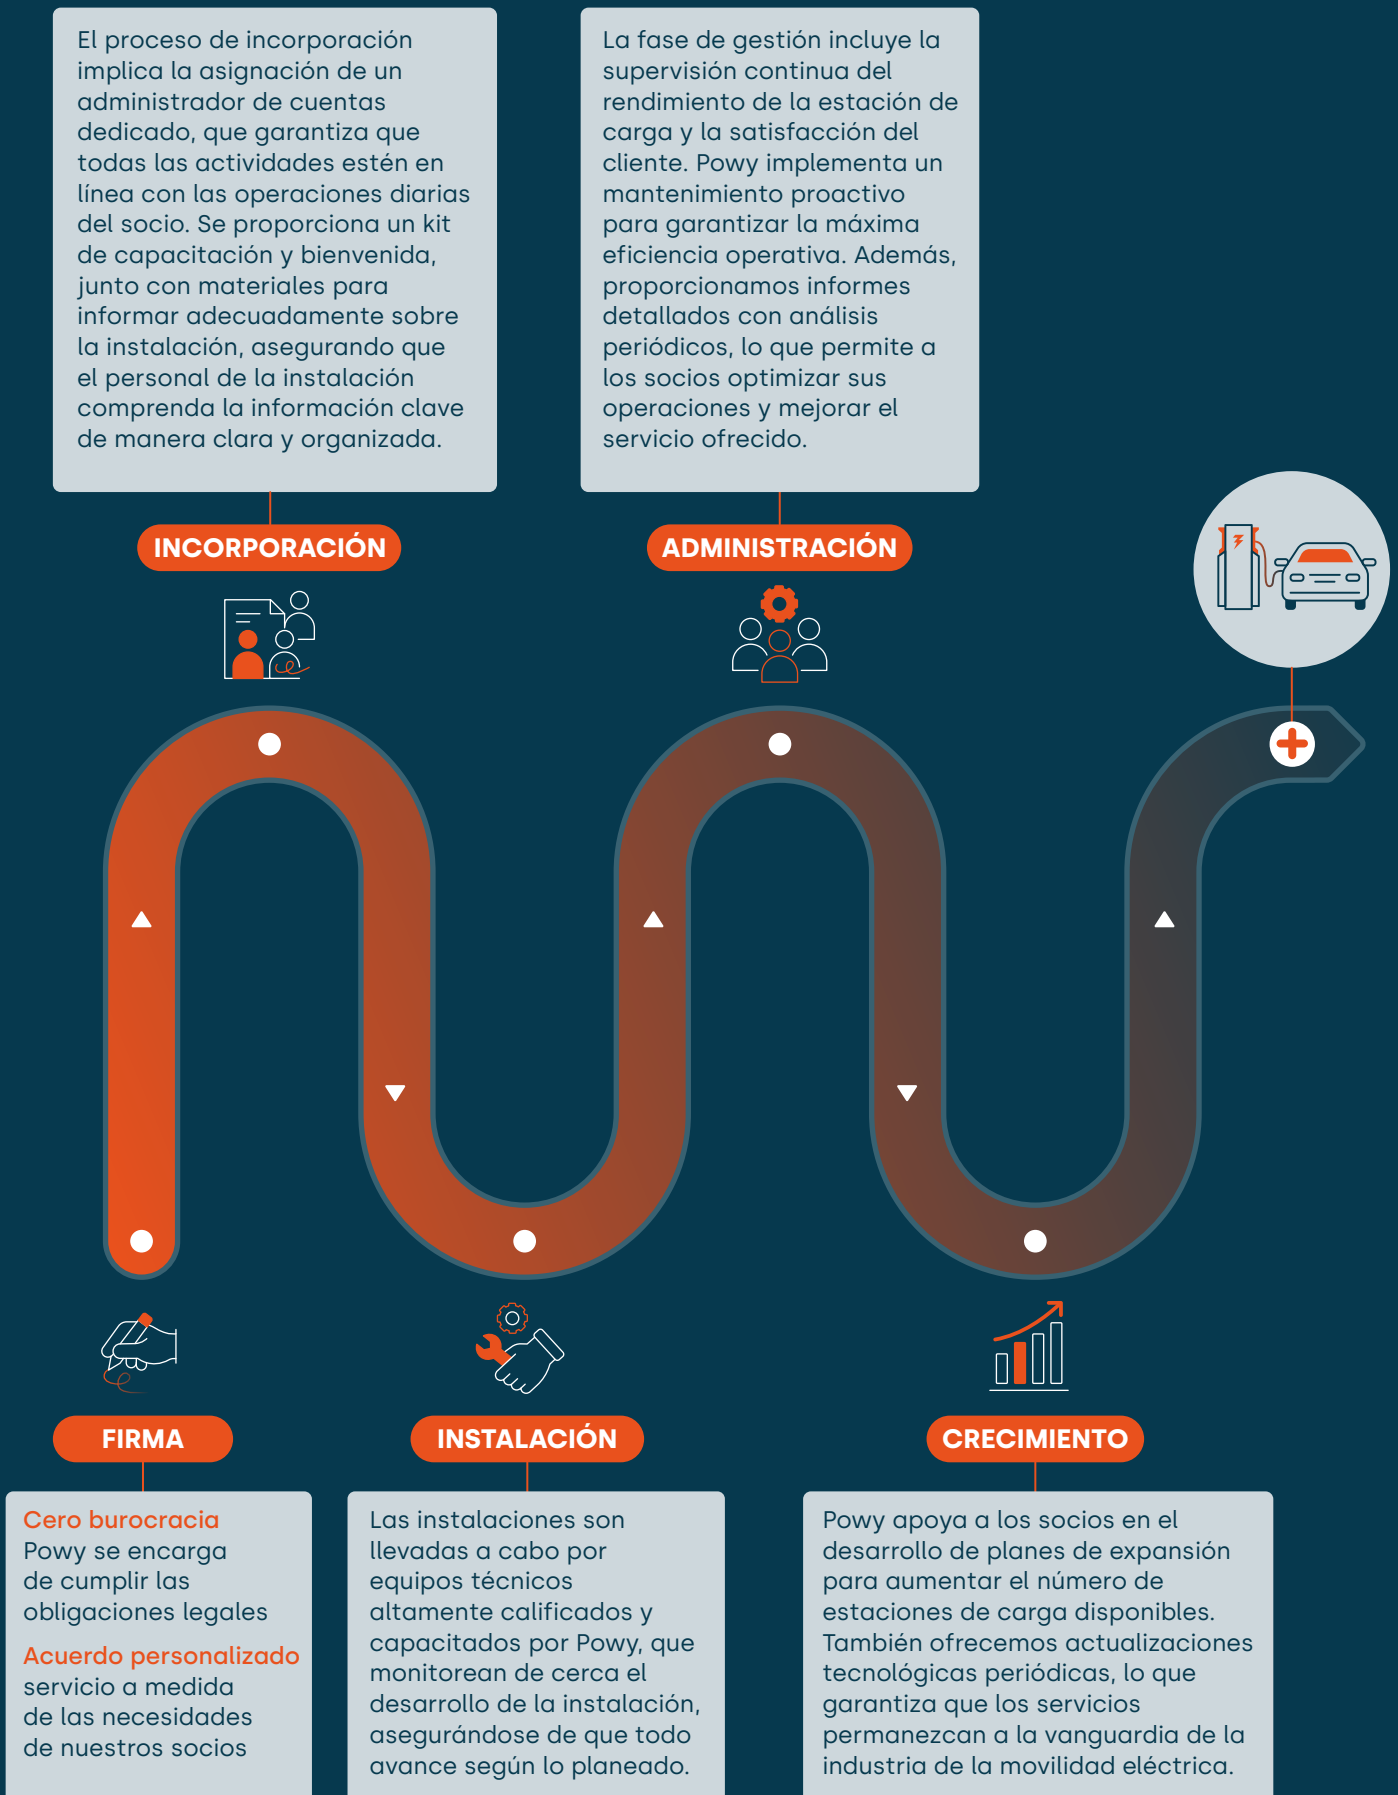 El proceso de incorporación
implica la asignación de un
administrador de cuentas
dedicado, que garantiza que
todas las actividades estén en
línea con las operaciones diarias
del socio. Se proporciona un kit
de capacitación y bienvenida,
junto con materiales para
informar adecuadamente sobre
la instalación, asegurando que
el personal de la instalación
comprenda la información clave
de manera clara y organizada.
INCORPORACIÓN
La fase de gestión incluye la
supervisión continua del
rendimiento de la estación de
carga y la satisfacción del
cliente. Powy implementa un
mantenimiento proactivo
para garantizar la máxima
eficiencia operativa. Además,
proporcionamos informes
detallados con análisis
periódicos, lo que permite a
los socios optimizar sus
operaciones y mejorar el
servicio ofrecido.
ADMINISTRACIÓN
FIRMA
Cero burocracia
Powy se encarga
de cumplir las
obligaciones legales
Acuerdo personalizado
servicio a medida
de las necesidades
de nuestros socios
INSTALACIÓN
Las instalaciones son
llevadas a cabo por
equipos técnicos
altamente calificados y
capacitados por Powy, que
monitorean de cerca el
desarrollo de la instalación,
asegurándose de que todo
avance según lo planeado.
CRECIMIENTO
Powy apoya a los socios en el
desarrollo de planes de expansión
para aumentar el número de
estaciones de carga disponibles.
También ofrecemos actualizaciones
tecnológicas periódicas, lo que
garantiza que los servicios
permanezcan a la vanguardia de la
industria de la movilidad eléctrica.